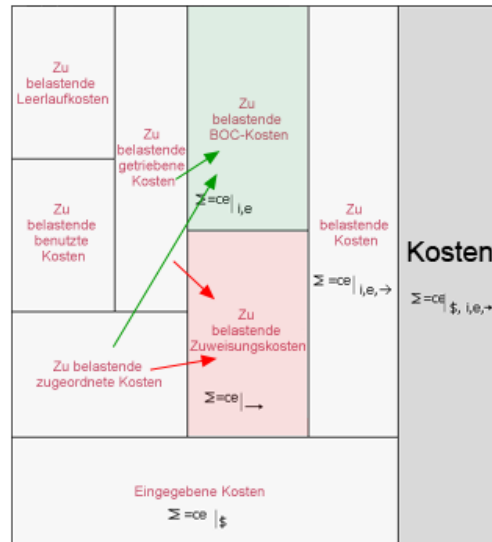 Zu
belastende
Leerlaufkosten
Zu
belastende
benutzte
Kosten
Zu
belastende
getriebene
Kosten
Zu belastende
zugeordnete Kosten
Zu
belastende
BOC-Kosten
Σ=ce|i,e
Zu
belastende
Zuweisungskosten
Σ=ce|→
Zu
belastende
Kosten
Σ=ce|i,e,→
Kosten
Σ=ce|$, i,e,→
Eingegebene Kosten
Σ=ce |$